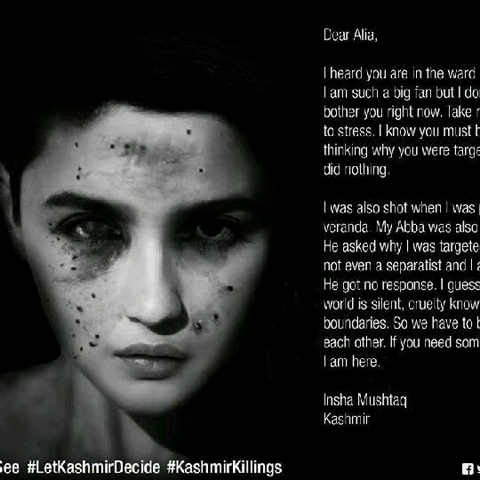 Dear Alia,
I heard you are in the ward
I am such a big fan but I
bother you right now. Take
to stress. I know you must
thinking why you were
did nothing.
I was also shot when I was
veranda. My Abba was also
He asked why I was
not even a separatist and I
He got no response. I guess
world is silent, cruelty
boundaries. So we have to
each other. If you need
I am here.
Insha Mushtaq
Kashmir
See #LetKashmirDecide #KashmirKillings